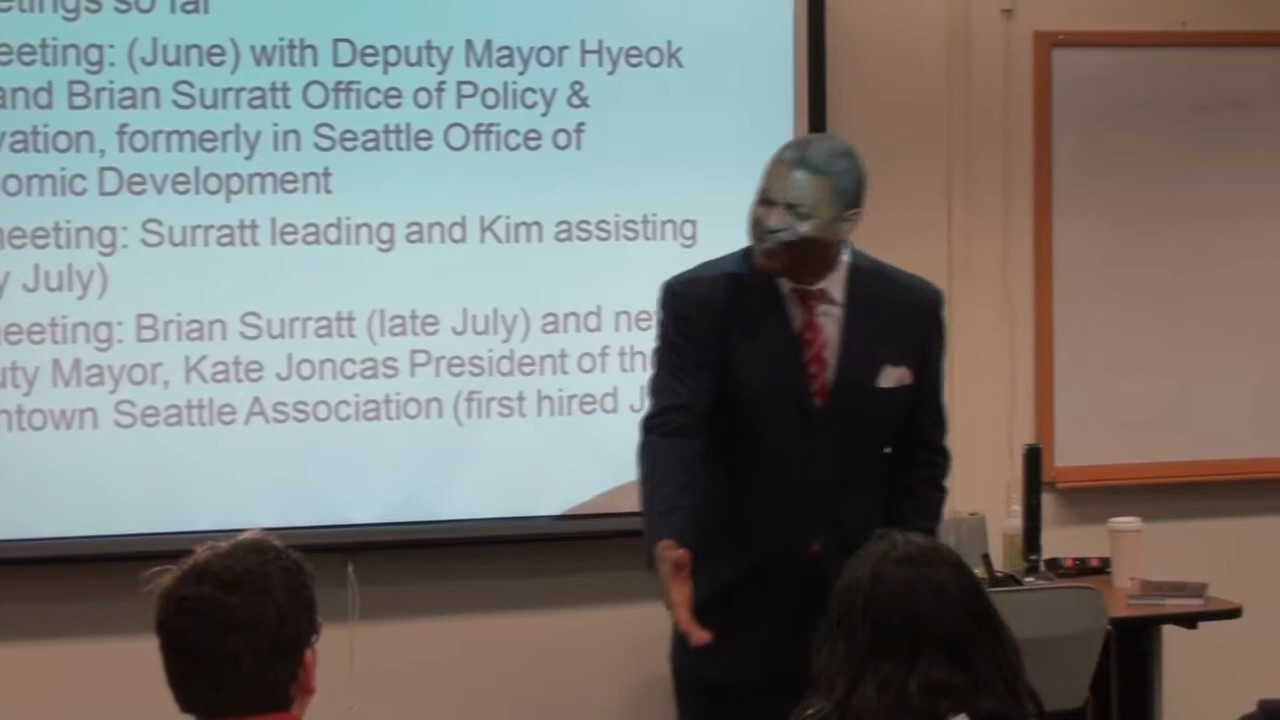 etings so far
eeting: (June) with Deputy Mayor Hyeok
and Brian Surratt Office of Policy &
vation, formerly in Seattle Office of
omic Development
eeting: Surratt leading and Kim assisting
y July)
eeting: Brian Surratt (late July) and ne
uty Mayor, Kate Joncas President of the
ntown Seattle Association (first hired J